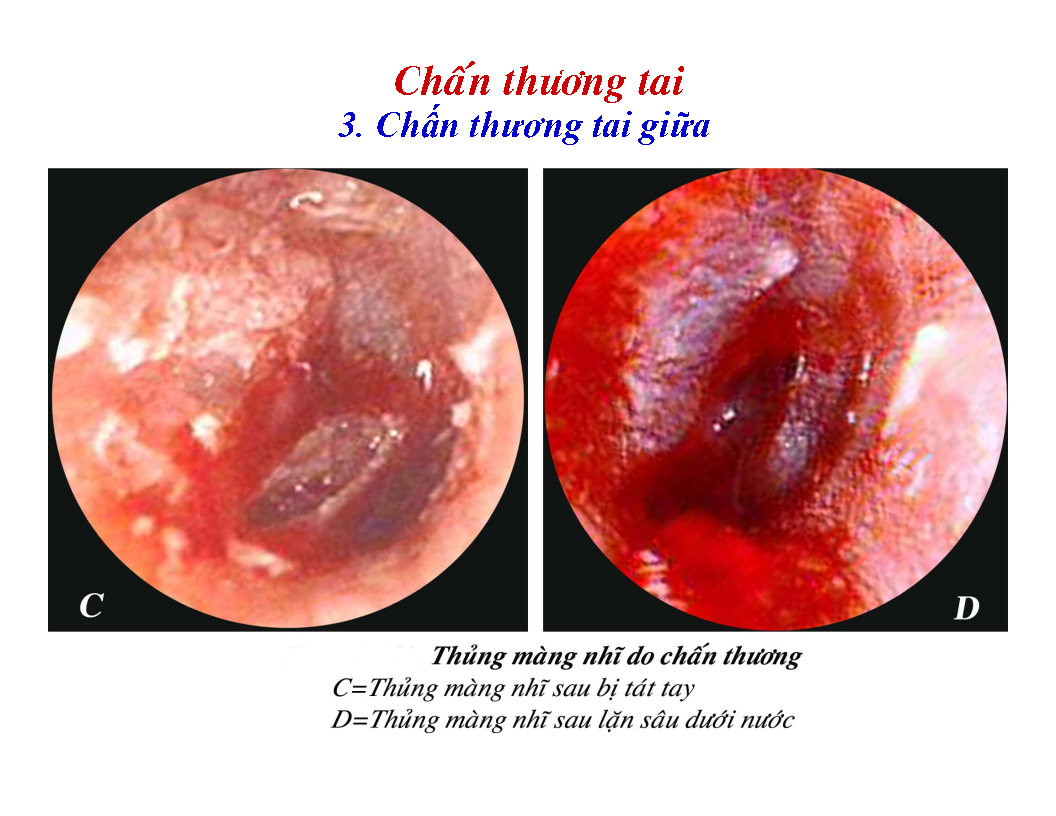 Chấn thương tai
3. Chấn thương tai giữa
C
D
Thủng màng nhĩ do chấn thương
C=Thủng màng nhĩ sau bị tát tay
D=Thủng màng nhĩ sau lặn sâu dưới nước